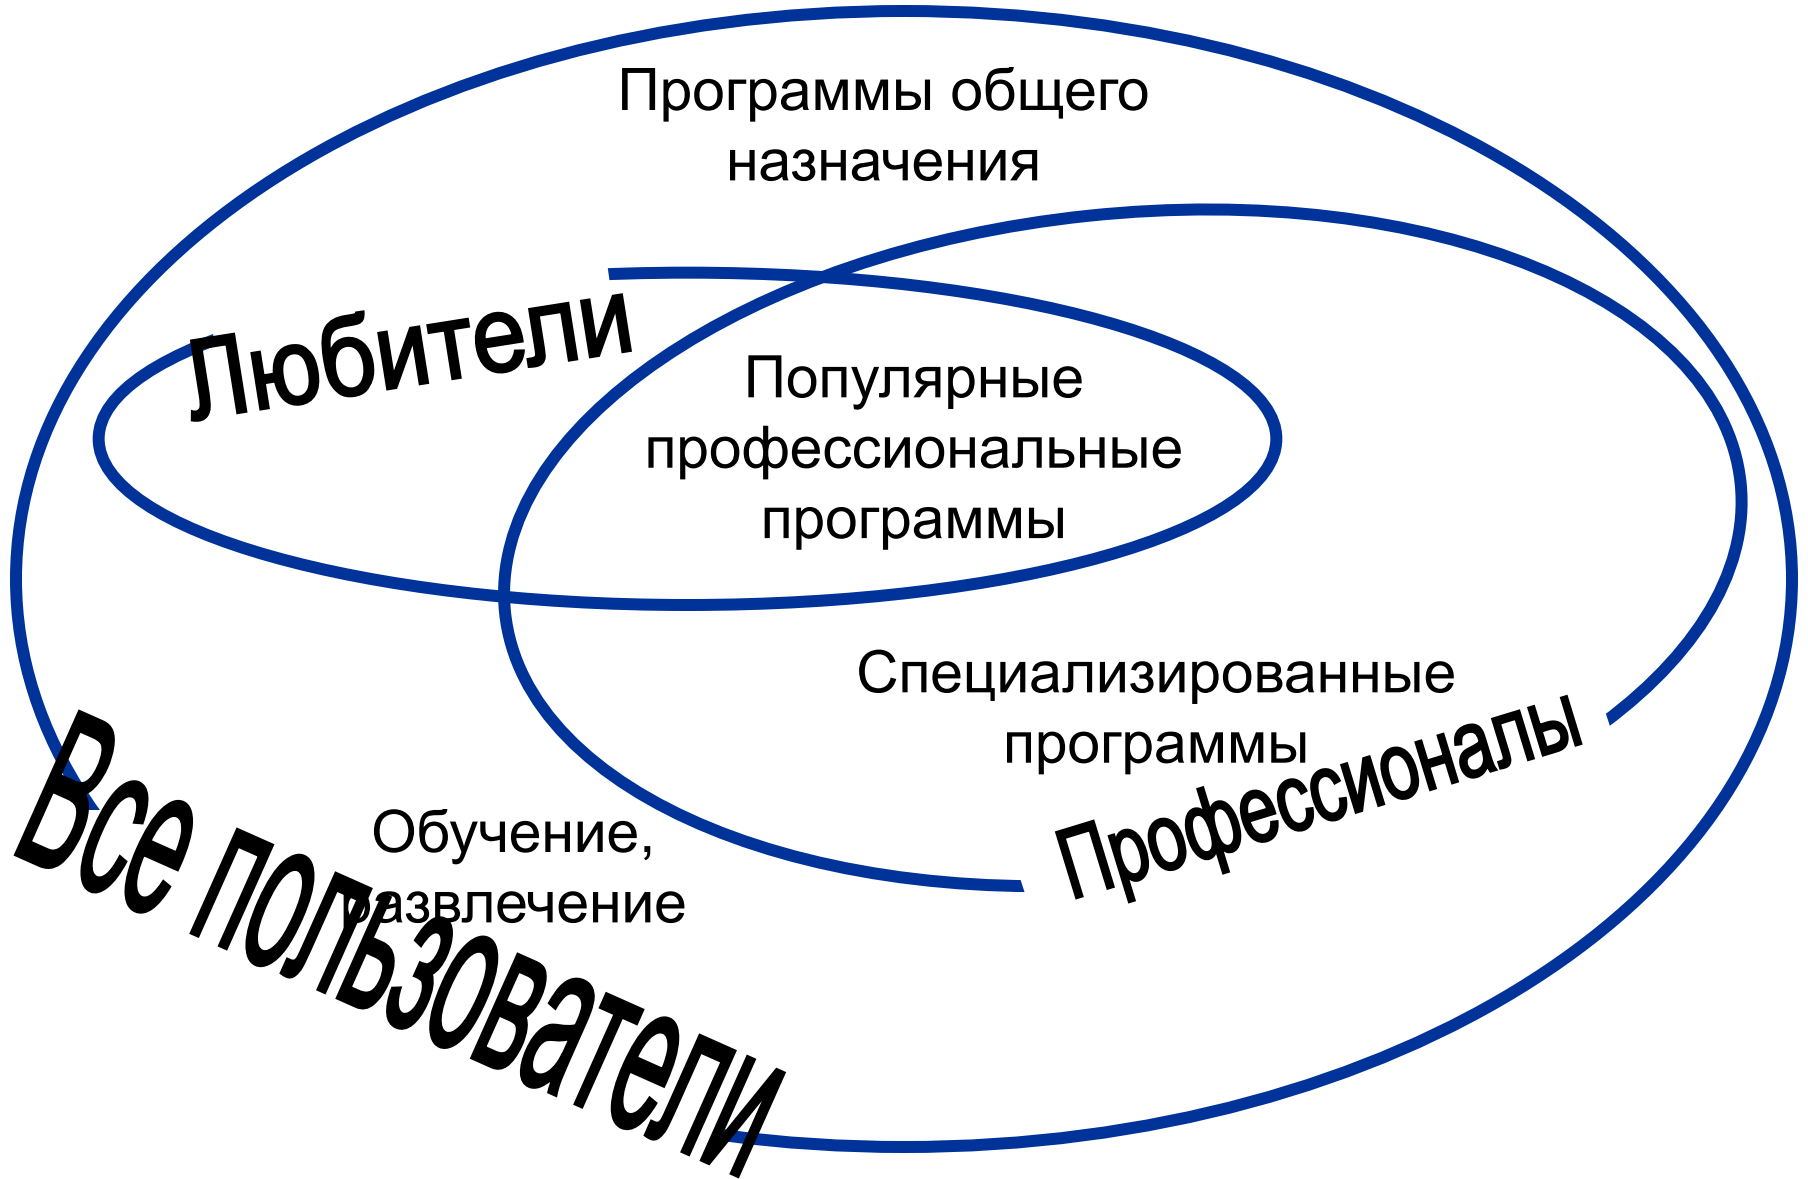 Программы общего
назначения
Любители
Популярные
профессиональные
программы
Специализированные
программы
Профессионалы
Обучение,
развлечение
Все пользователи